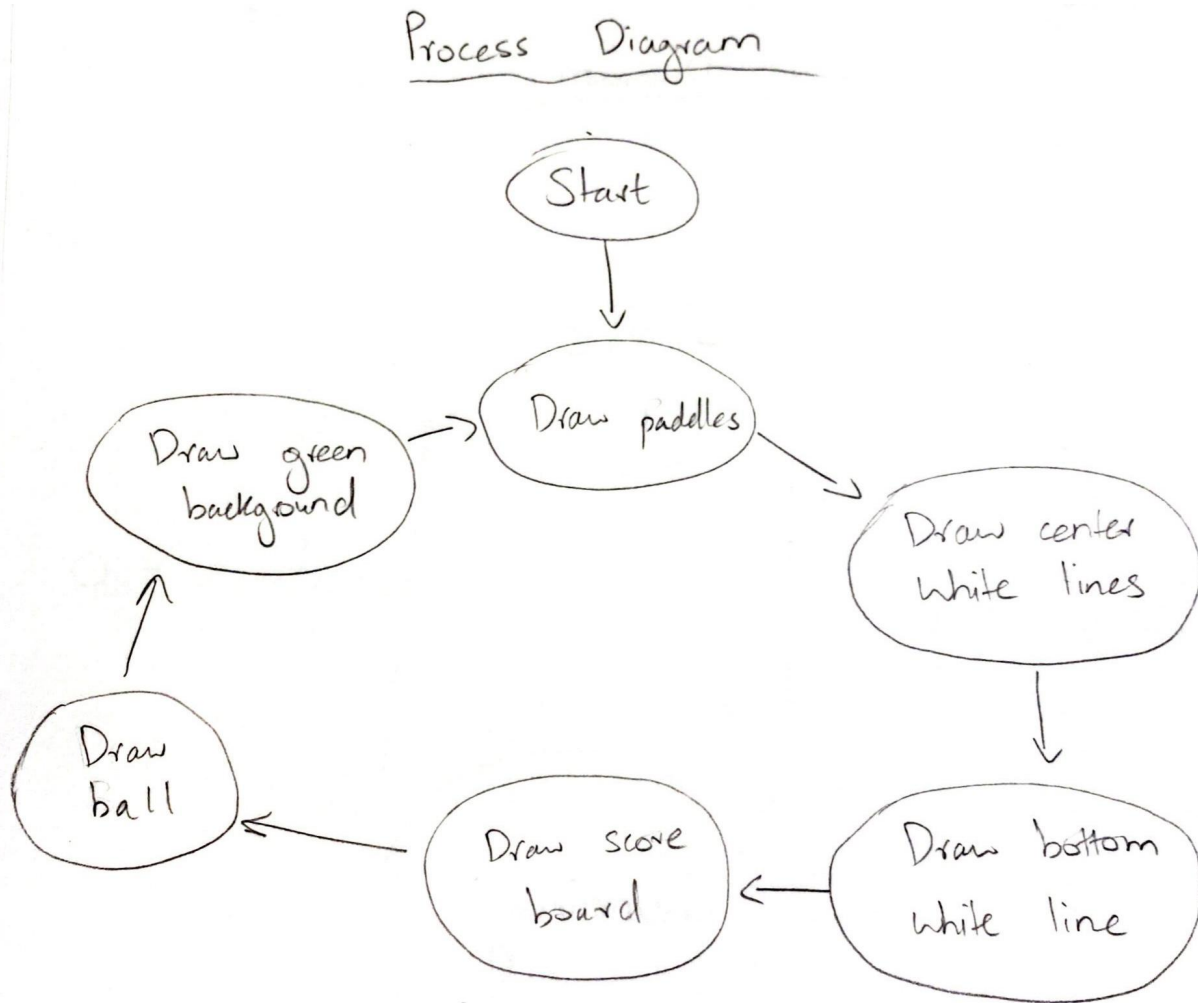 Process Diagram
Start
Draw paddles
Draw center
white lines
Draw bottom
white line
Draw score
board
Draw
ball
Draw green
background